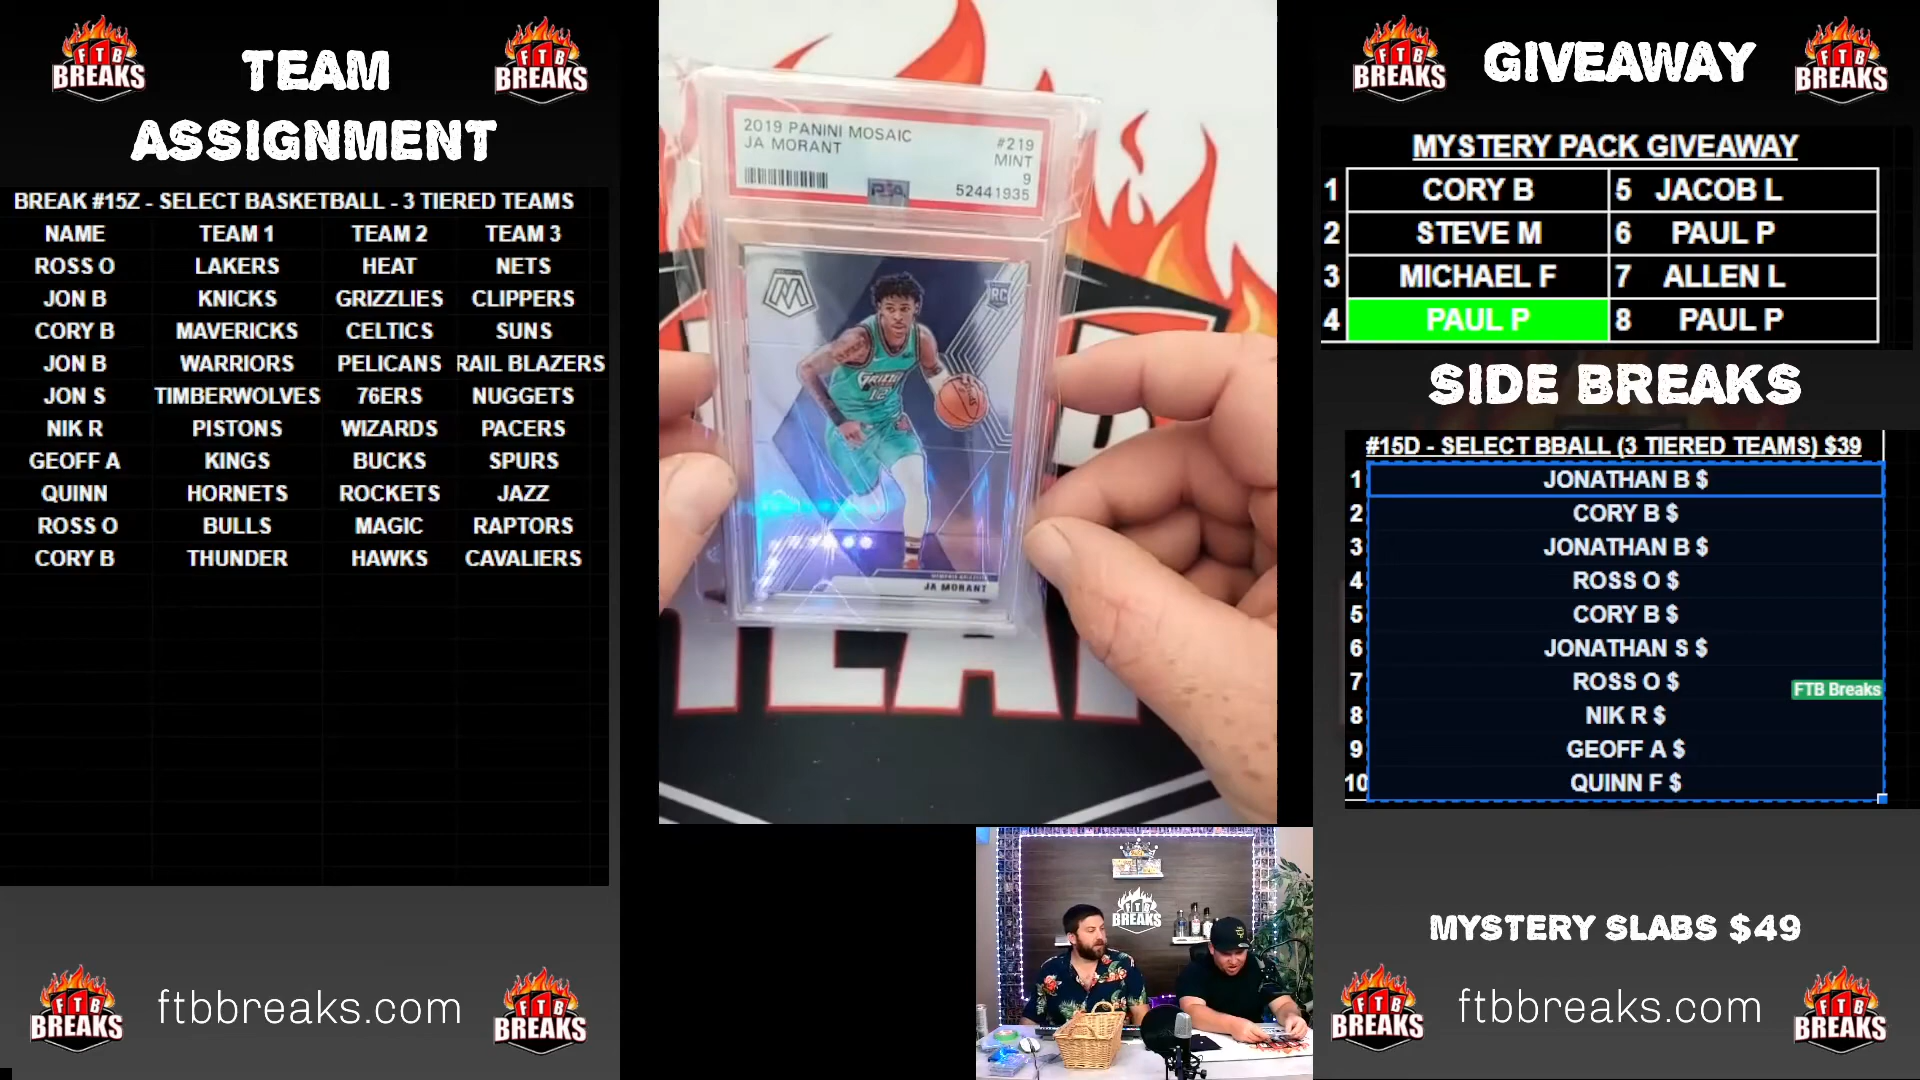 FTB BREAKS
TEAM ASSIGNMENT
FTB BREAKS
BREAK #15Z - SELECT BASKETBALL - 3 TIERED TEAMS
NAME TEAM 1 TEAM 2 TEAM 3
ROSS O LAKERS HEAT NETS
JON B KNICKS GRIZZLIES CLIPPERS
CORY B MAVERICKS CELTICS SUNS
JON B WARRIORS PELICANS RAIL BLAZERS
JON S TIMBERWOLVES 76ERS NUGGETS
NIK R PISTONS WIZARDS PACERS
GEOFF A KINGS BUCKS SPURS
QUINN HORNETS ROCKETS JAZZ
ROSS O BULLS MAGIC RAPTORS
CORY B THUNDER HAWKS CAVALIERS
FTB BREAKS
ftbbreaks.com
FTB BREAKS
2019 PANINI MOSAIC #219
JA MORANT MINT
9
PSA 52441935
M RC
GRIZZ
12
JA MORANT
TEAM
FTB BREAKS
FTB BREAKS
GIVEAWAY
FTB BREAKS
MYSTERY PACK GIVEAWAY
1 CORY B 5 JACOB L
2 STEVE M 6 PAUL P
3 MICHAEL F 7 ALLEN L
4 PAUL P 8 PAUL P
SIDE BREAKS
#15D - SELECT BBALL (3 TIERED TEAMS) $39
1 JONATHAN B $
2 CORY B $
3 JONATHAN B $
4 ROSS O $
5 CORY B $
6 JONATHAN S $
7 ROSS O $
FTB Breaks
8 NIK R $
9 GEOFF A $
10 QUINN F $
MYSTERY SLABS $49
FTB BREAKS
ftbbreaks.com
FTB BREAKS